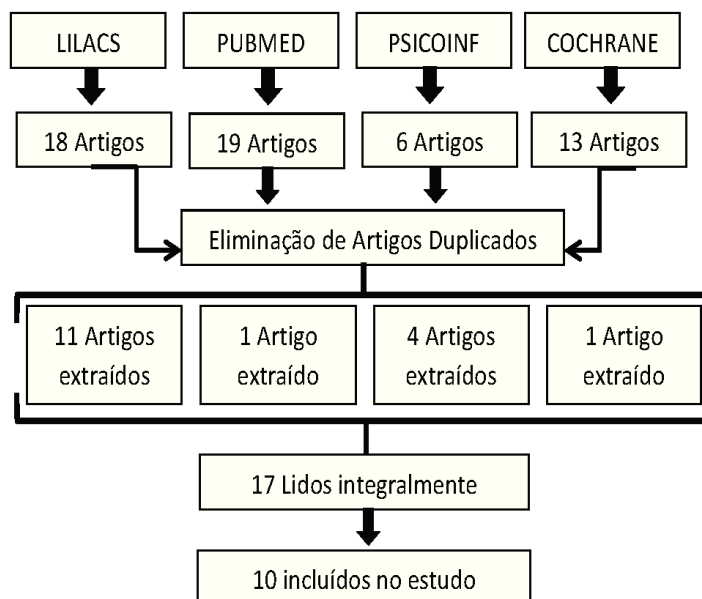 LILACS
PUBMED
PSICOINF
COCHRANE
18 Artigos
19 Artigos
6 Artigos
13 Artigos
Eliminação de Artigos Duplicados
11 Artigos
extraídos
1 Artigo
extraído
4 Artigos
extraídos
1 Artigo
extraído
17 Lidos integralmente
10 incluídos no estudo